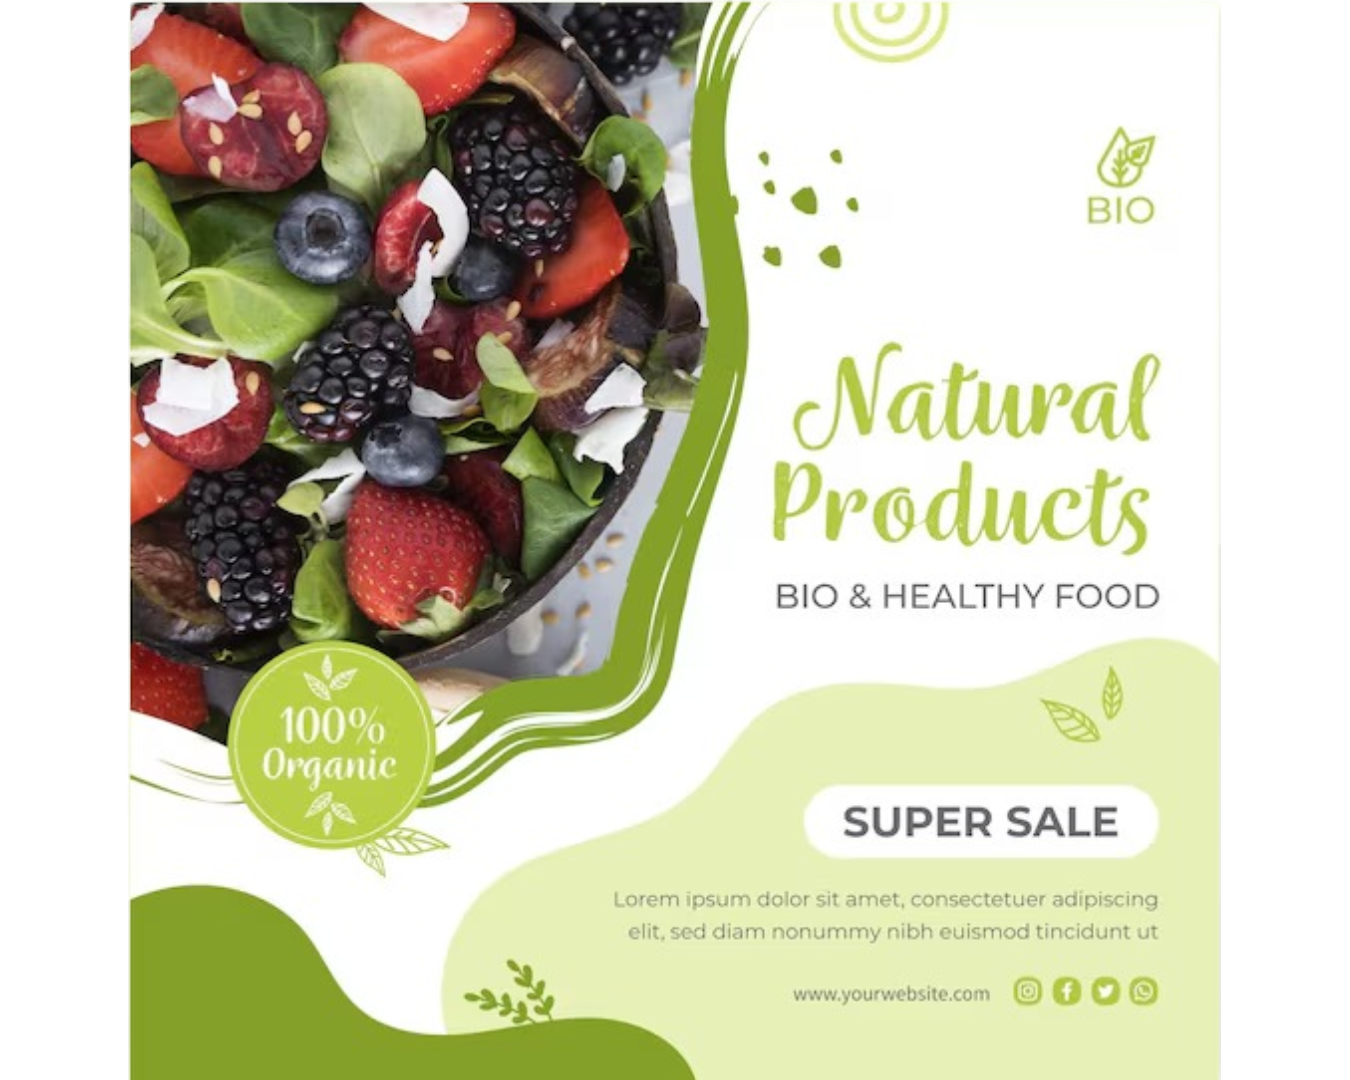 BIO
Natural
Products
BIO & HEALTHY FOOD
100%
Organic
SUPER SALE
Lorem ipsum dolor sit amet, consectetuer adipiscing
elit, sed diam nonummy nibh euismod tincidunt ut
www.yourwebsite.com